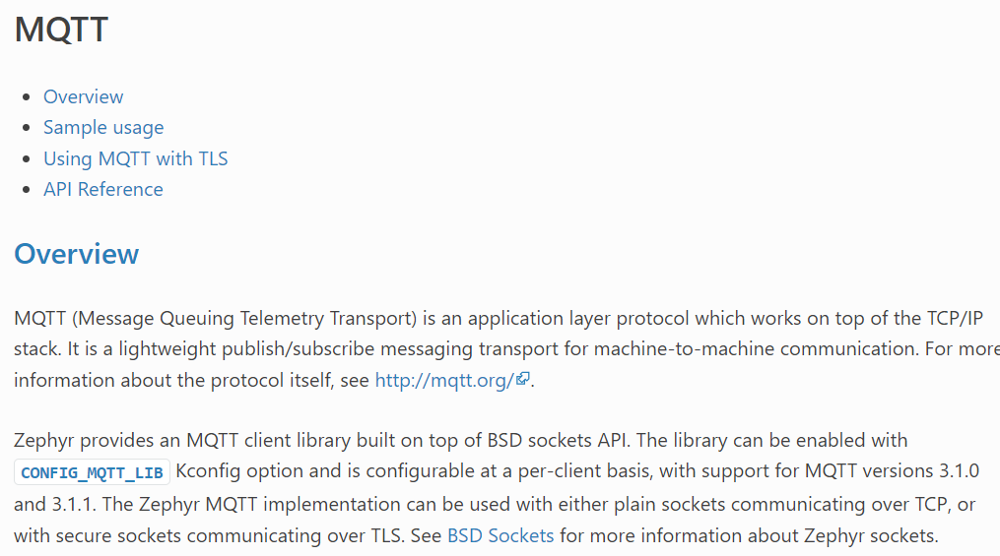 MQTT
Overview
Sample usage
Using MQTT with TLS
API Reference
Overview
MQTT (Message Queuing Telemetry Transport) is an application layer protocol which works on top of the TCP/IP
stack. It is a lightweight publish/subscribe messaging transport for machine-to-machine communication. For more
information about the protocol itself, see http://mqtt.org/.
Zephyr provides an MQTT client library built on top of BSD sockets API. The library can be enabled with
CONFIG_MQTT_LIB Kconfig option and is configurable at a per-client basis, with support for MQTT versions 3.1.0
and 3.1.1. The Zephyr MQTT implementation can be used with either plain sockets communicating over TCP, or
with secure sockets communicating over TLS. See BSD Sockets for more information about Zephyr sockets.